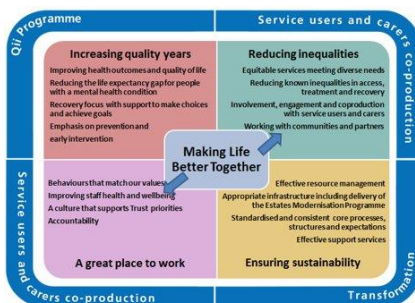 Qii Programme
Service users and carers
co-production
Increasing quality years
Improving health outcomes and quality of life
Reducing the life expectancy gap for people
with a mental health condition
Recovery focus with support to make choices
and achieve goals
Emphasis on prevention and
early intervention
Reducing inequalities
Equitable services meeting diverse needs
Reducing known inequalities in access,
treatment and recovery
Involvement, engagement and coproduction
with service users and carers
Working with communities and partners
Making Life
Better Together
Behaviours that match our values
Improving staff health and wellbeing
A culture that supports Trust priorities
Accountability
A great place to work
Effective resource management
Appropriate infrastructure including delivery of
the Estates Modernisation Programme
Standardised and consistent core processes,
structures and expectations
Effective support services
Ensuring sustainability
Service users
and carers co-production
Transformation